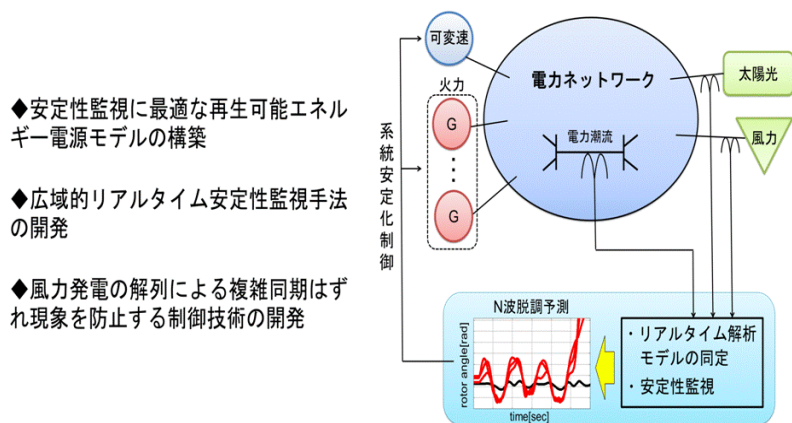 ◆安定性監視に最適な再生可能エネル
ギー電源モデルの構築
◆広域的リアルタイム安定性監視手法
の開発
◆風力発電の解列による複雑同期はず
れ現象を防止する制御技術の開発
系統安定化制御
可変速
火力
G
G
電力ネットワーク
電力潮流
太陽光
風力
N波脱調予測
rotor angle[rad]
time[sec]
・リアルタイム解析
モデルの同定
・安定性監視